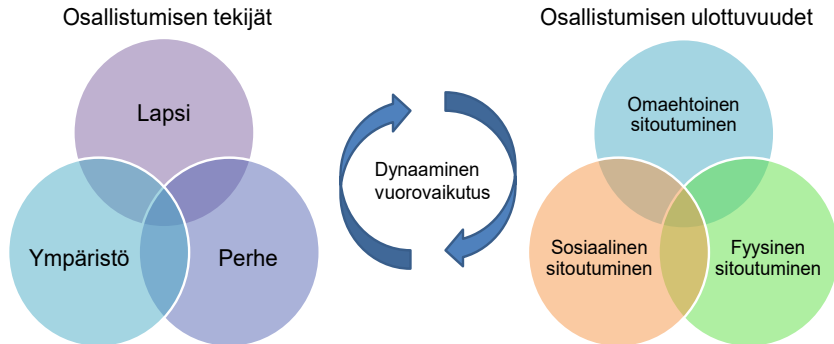 Osallistumisen tekijät
Lapsi
Ympäristö
Perhe
Dynaaminen
vuorovaikutus
Osallistumisen ulottuvuudet
Omaehtoinen
sitoutuminen
Sosiaalinen
sitoutuminen
Fyysinen
sitoutuminen